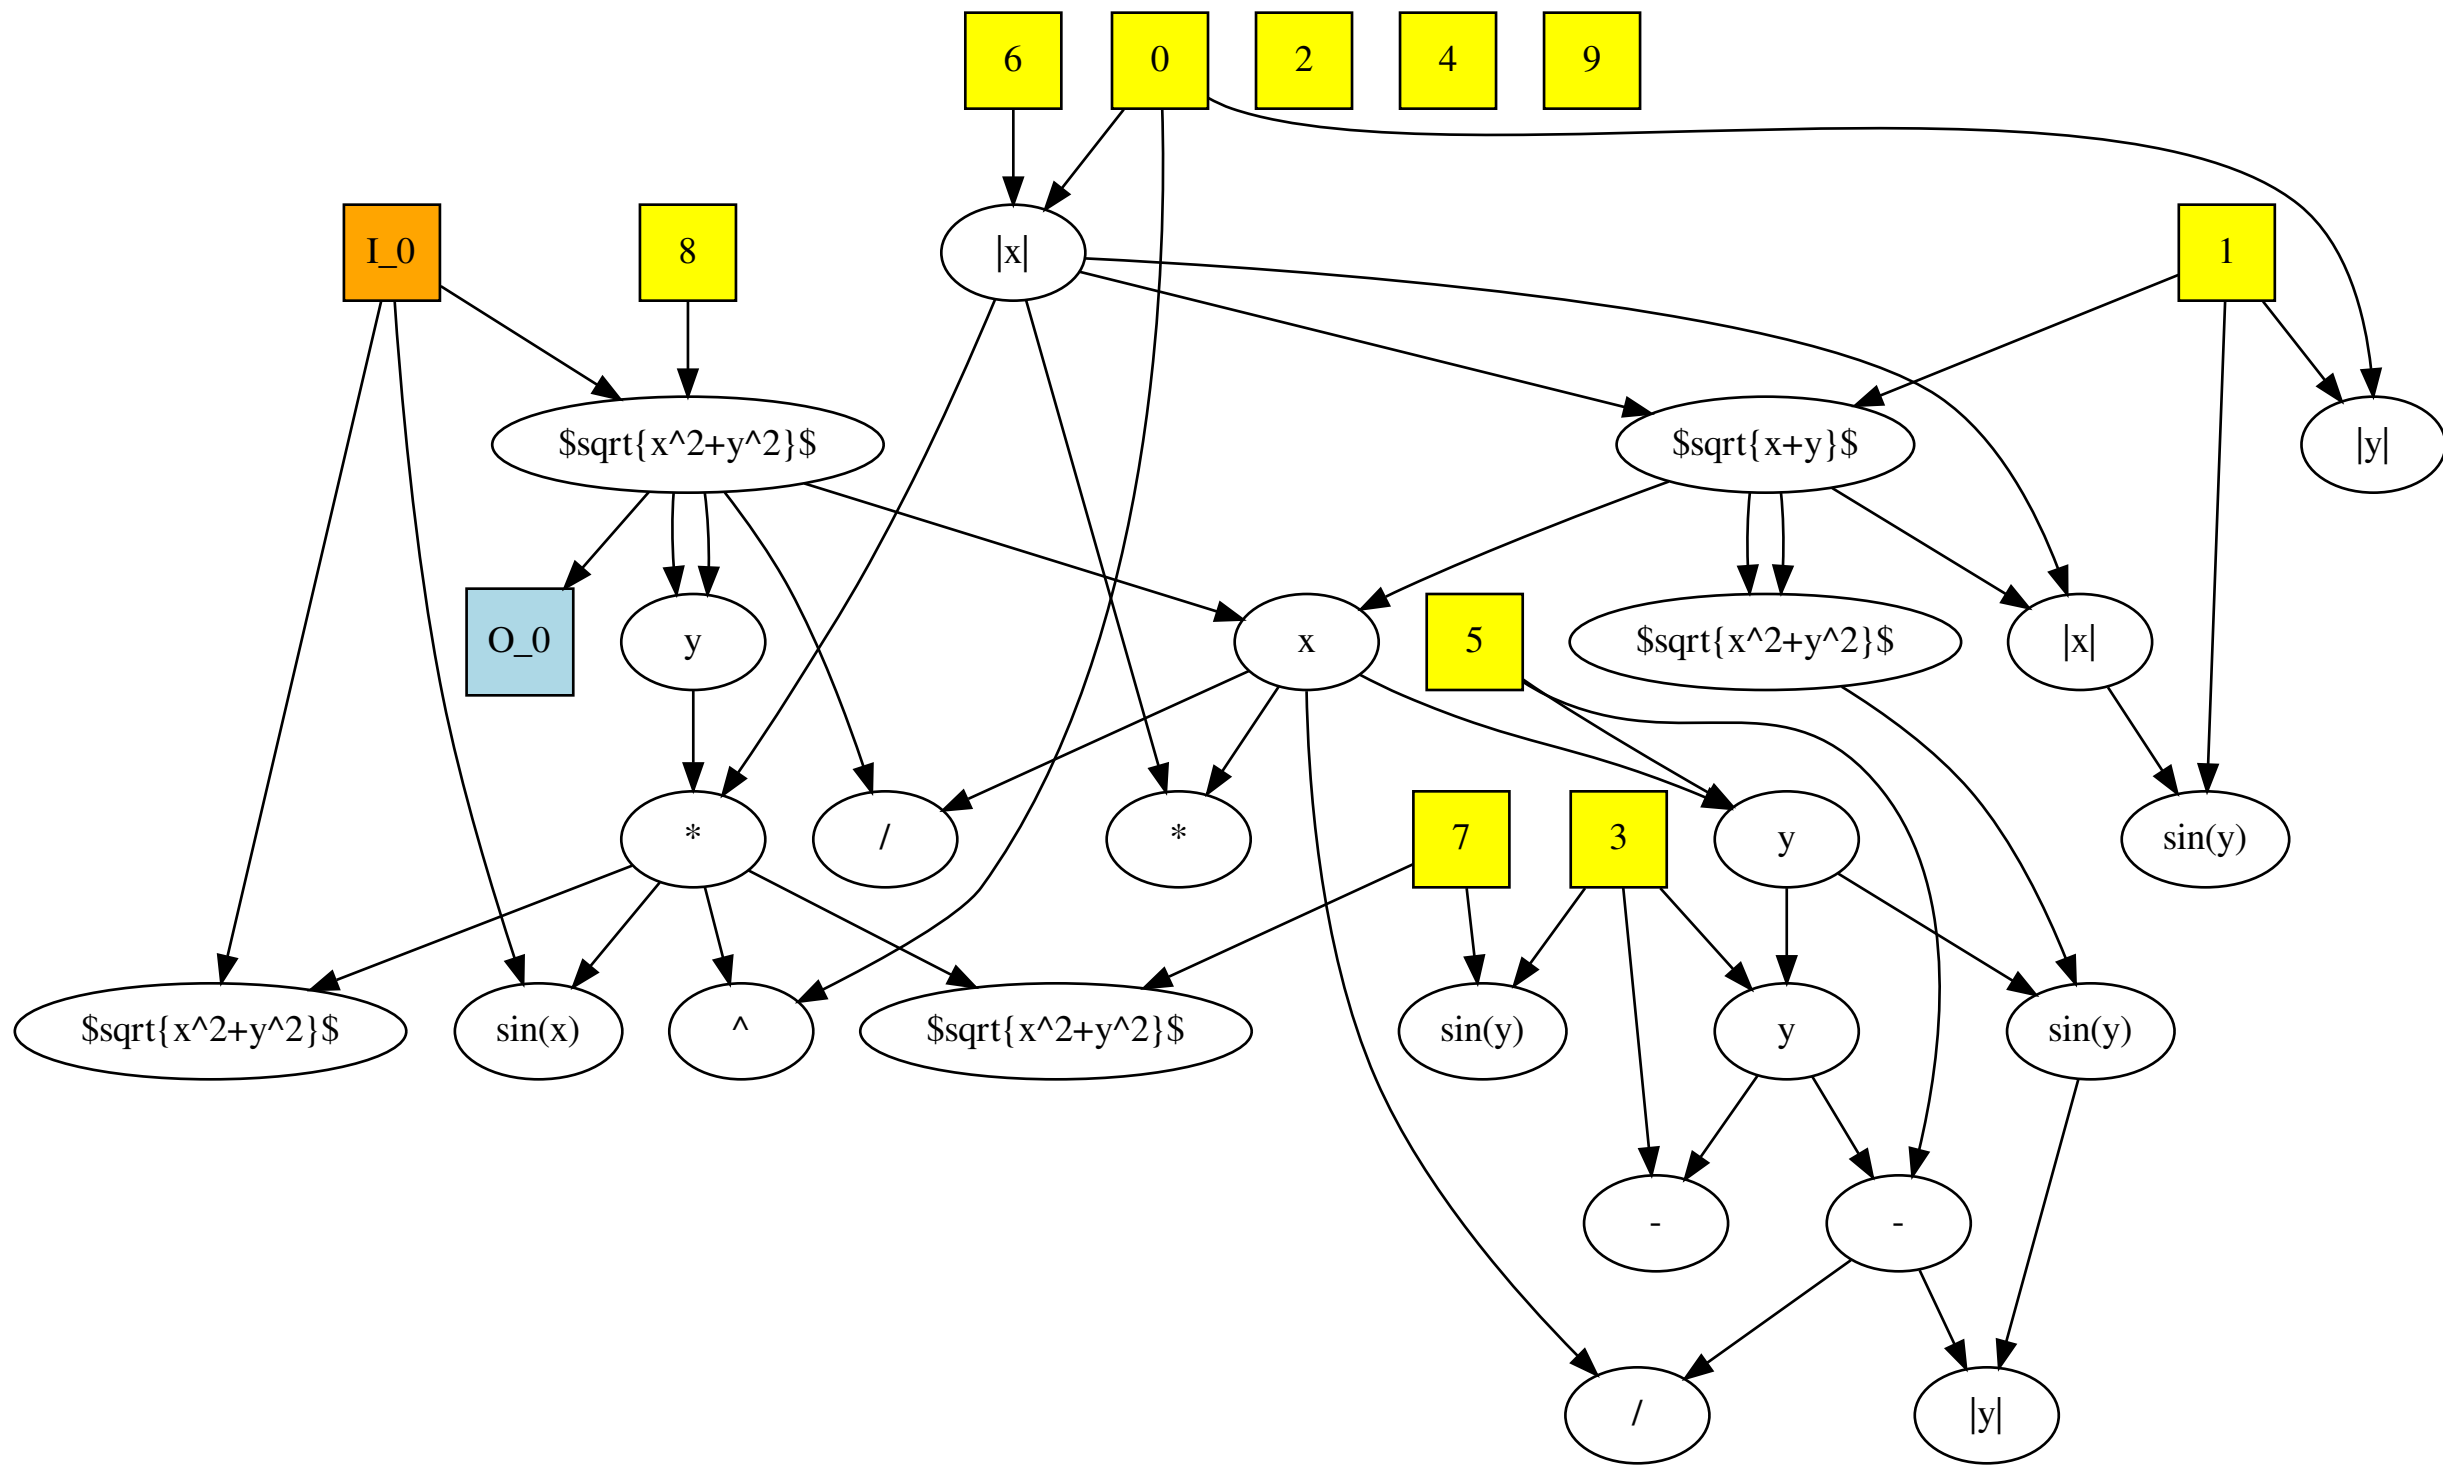 6
0
2
4
9
I_0
8
|x|
1
$sqrt{x^2+y^2}$
$sqrt{x+y}$
|y|
O_0
y
x
5
$sqrt{x^2+y^2}$
|x|
*
/
*
7
3
y
sin(y)
$sqrt{x^2+y^2}$
sin(x)
^
$sqrt{x^2+y^2}$
sin(y)
y
sin(y)
-
-
/
|y|